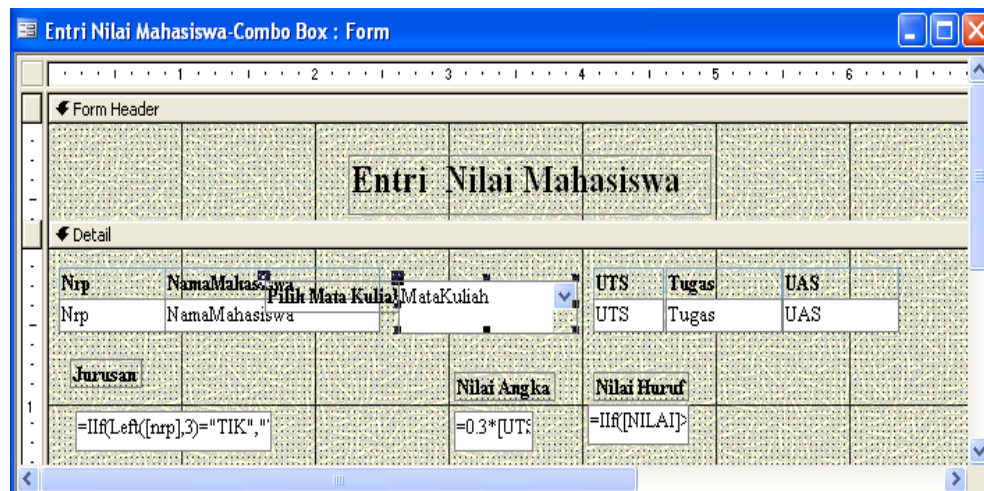 Entri Nilai Mahasiswa-Combo Box : Form
1 2 3 4 5 6
Form Header
Entri Nilai Mahasiswa
Detail
Nrp NamaMahasiswa Pilih Mata Kuliah MataKuliah UTS Tugas UAS
Nrp NamaMahasiswa UTS Tugas UAS
Jurusan Nilai Angka Nilai Huruf
1
=IIf(Left([nrp],3)="TIK"," =0.3*[UTS =IIf([NILAI]>